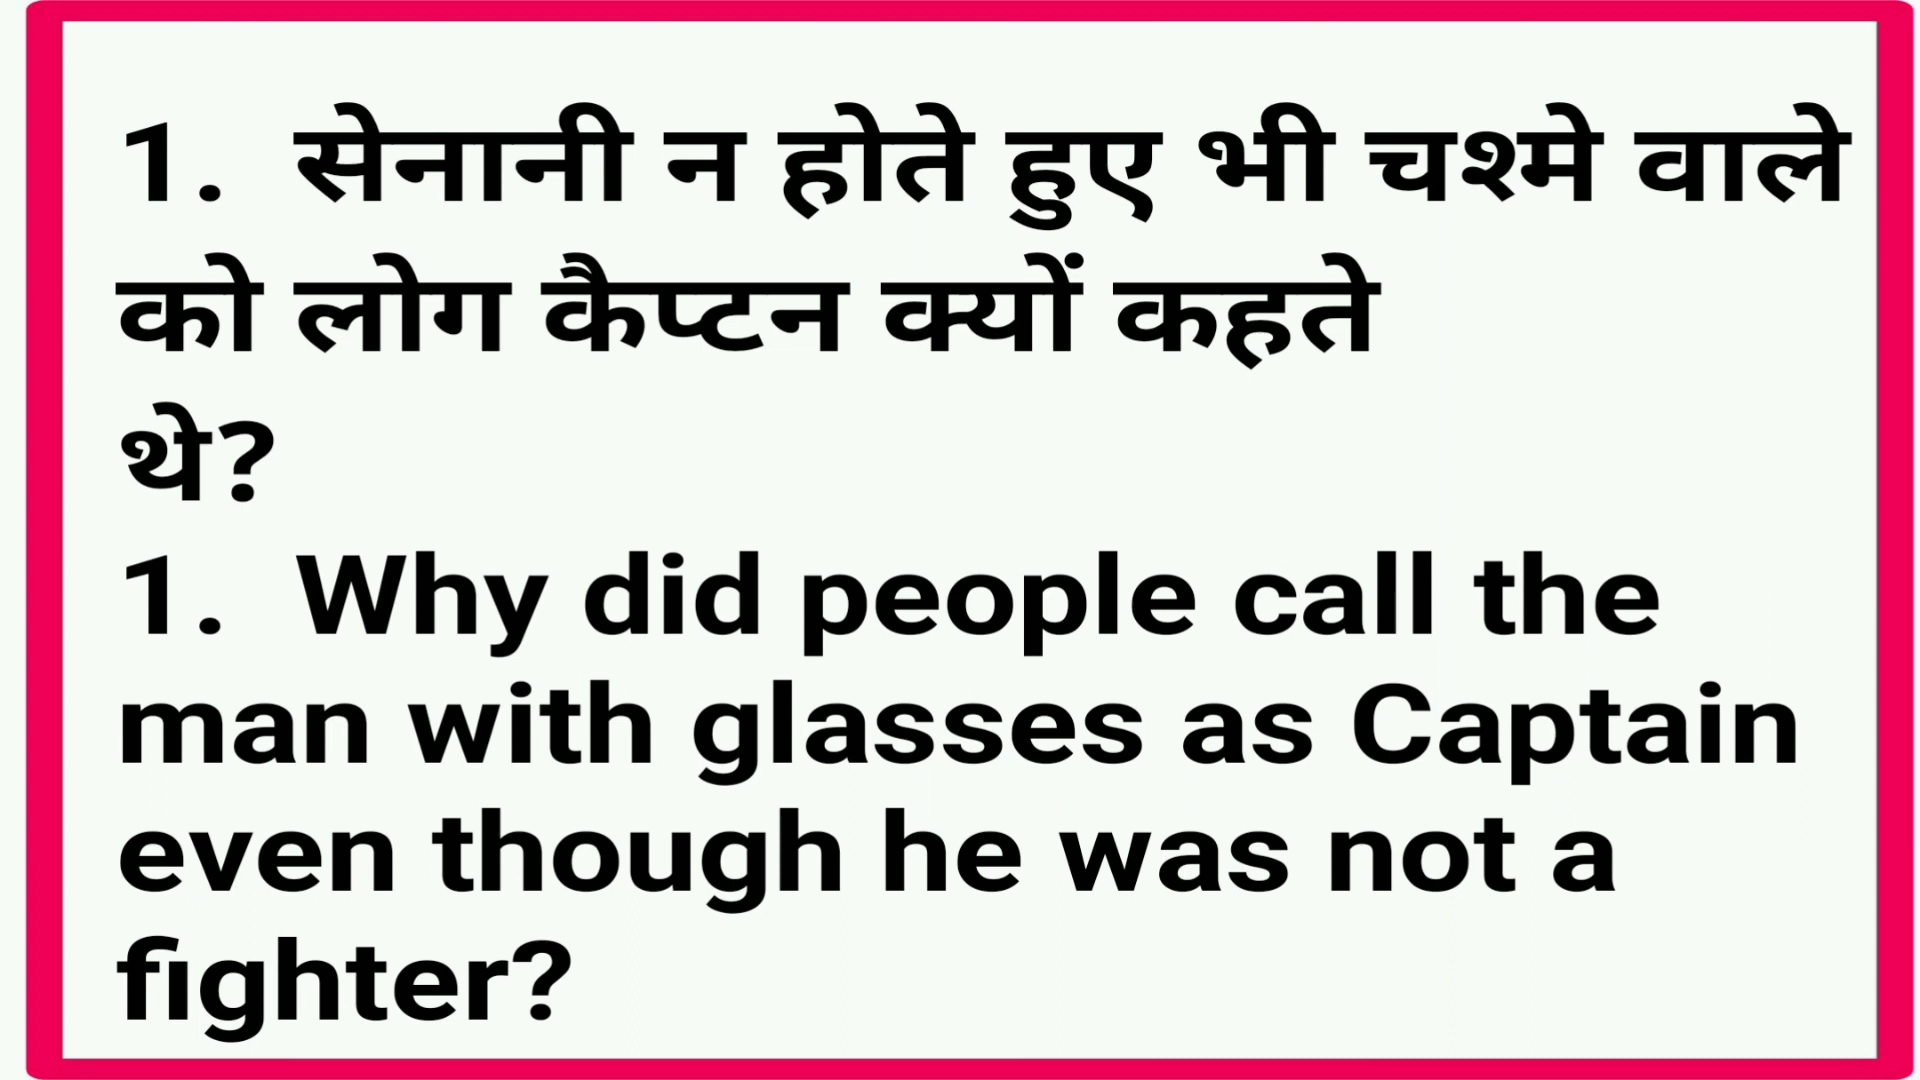 1. सेनानी न होते हुए भी चश्मे वाले
को लोग कैप्टन क्यों कहते
थे?
1. Why did people call the
man with glasses as Captain
even though he was not a
fighter?